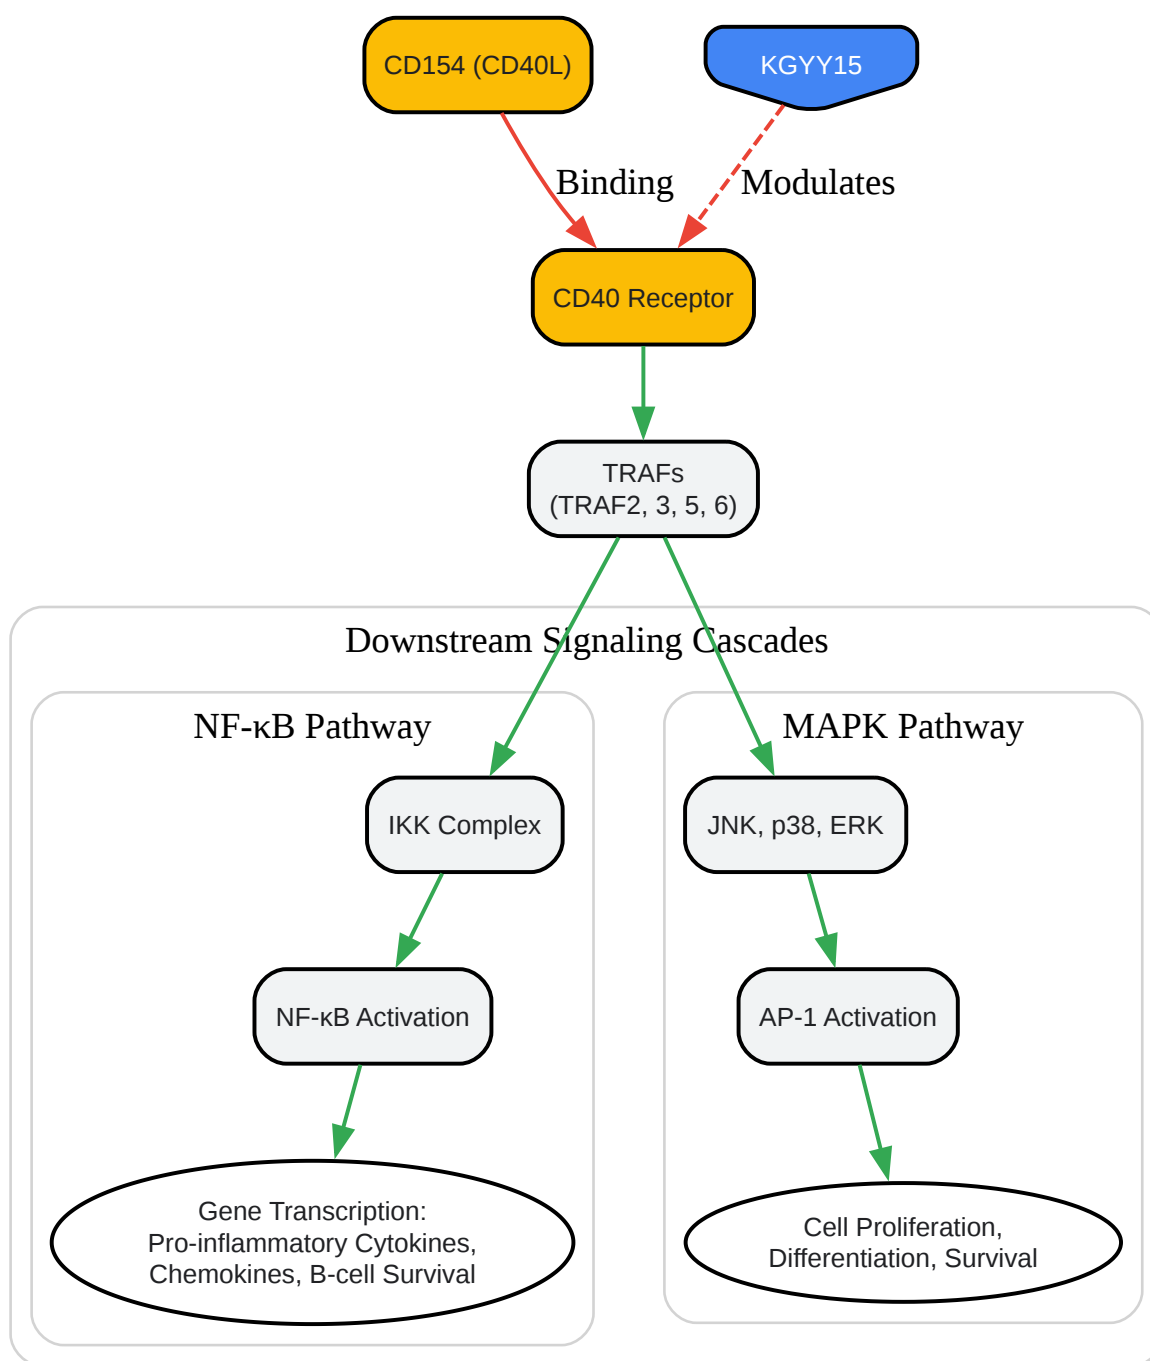 CD154 (CD40L)
KGYY15
Binding
Modulates
CD40 Receptor
TRAFs
(TRAF2, 3, 5, 6)
Downstream Signaling Cascades
NF-κB Pathway
MAPK Pathway
IKK Complex
JNK, p38, ERK
NF-κB Activation
AP-1 Activation
Gene Transcription:
Pro-inflammatory Cytokines,
Chemokines, B-cell Survival
Cell Proliferation,
Differentiation, Survival